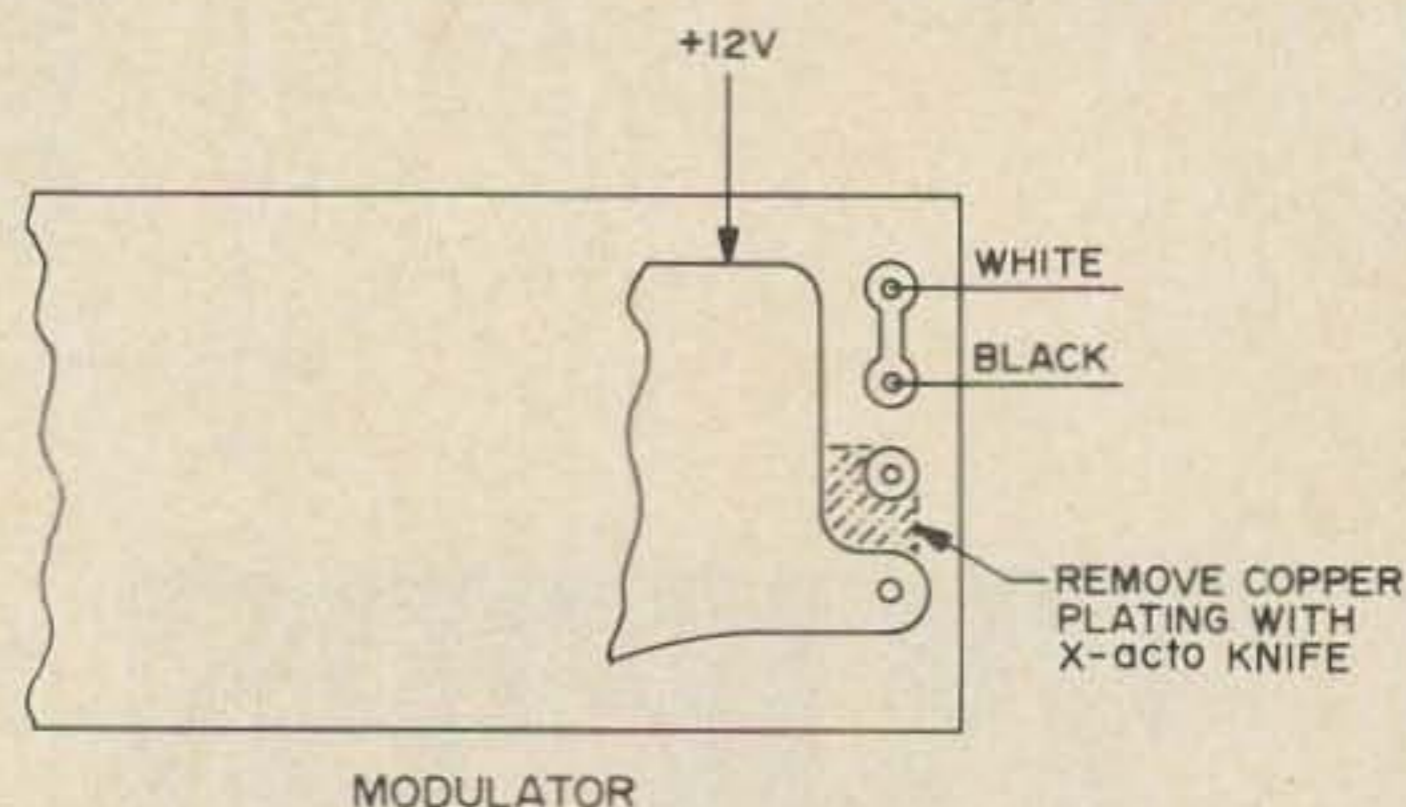 +12V
WHITE
BLACK
REMOVE COPPER
PLATING WITH
X-acto KNIFE
MODULATOR